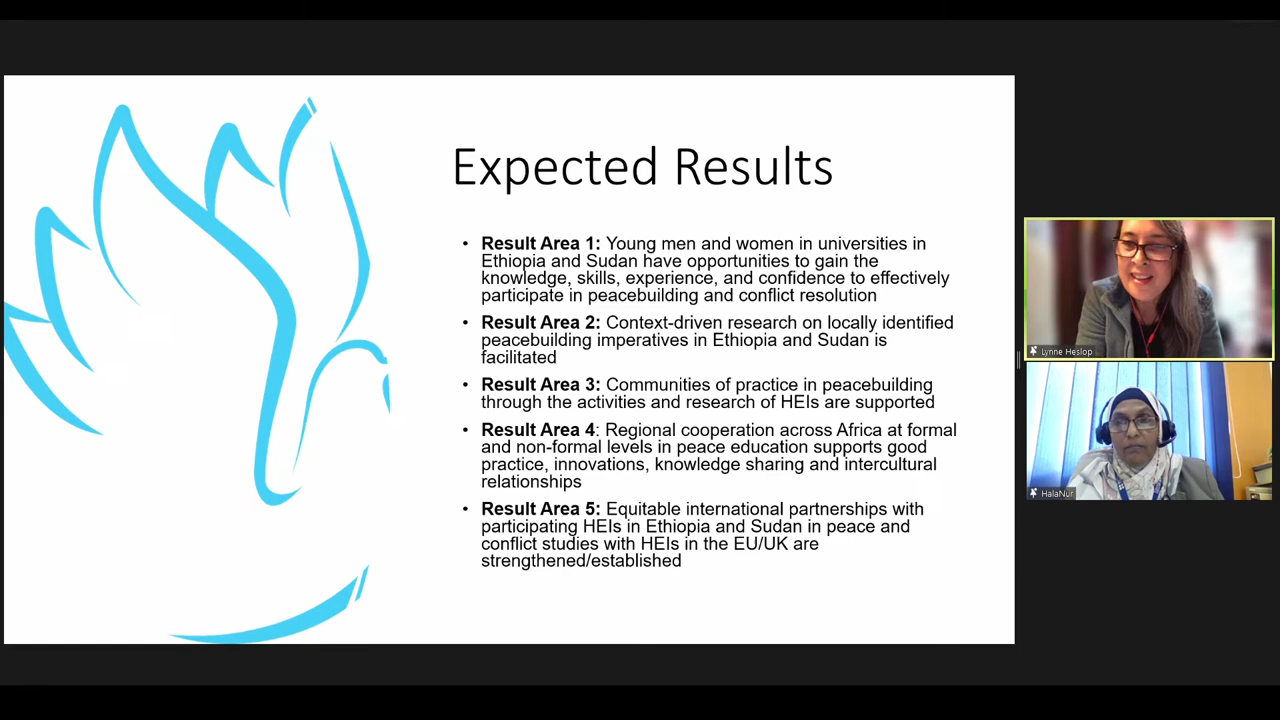 Expected Results
• Result Area 1: Young men and women in universities in
Ethiopia and Sudan have opportunities to gain the
knowledge, skills, experience, and confidence to effectively
participate in peacebuilding and conflict resolution
• Result Area 2: Context-driven research on locally identified
peacebuilding imperatives in Ethiopia and Sudan is
facilitated
• Result Area 3: Communities of practice in peacebuilding
through the activities and research of HEIs are supported
• Result Area 4: Regional cooperation across Africa at formal
and non-formal levels in peace education supports good
practice, innovations, knowledge sharing and intercultural
relationships
• Result Area 5: Equitable international partnerships with
participating HEIs in Ethiopia and Sudan in peace and
conflict studies with HEIs in the EU/UK are
strengthened/established
Lynne Heslop
HalaNur